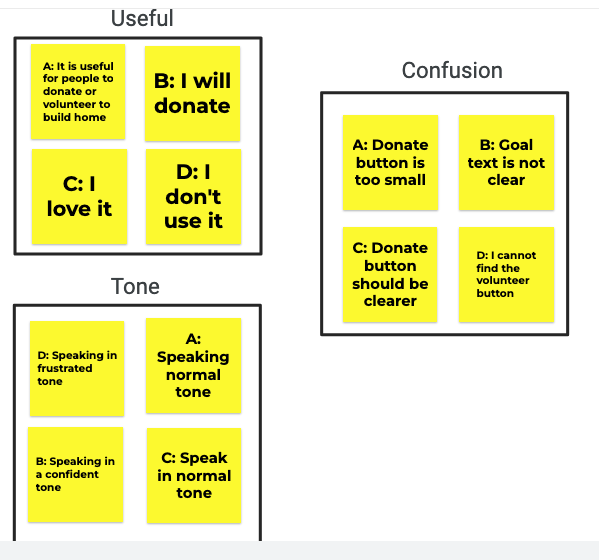 Useful
A: It is useful
for people to
donate or
volunteer to
build home
B: I will
donate
C: I
love it
D: I
don't
use it
Confusion
A: Donate
button is
too small
B: Goal
text is not
clear
C: Donate
button
should be
clearer
D: I cannot
find the
volunteer
button
Tone
D: Speaking in
frustrated
tone
A:
Speaking
normal
tone
B: Speaking in
a confident
tone
C: Speak
in normal
tone